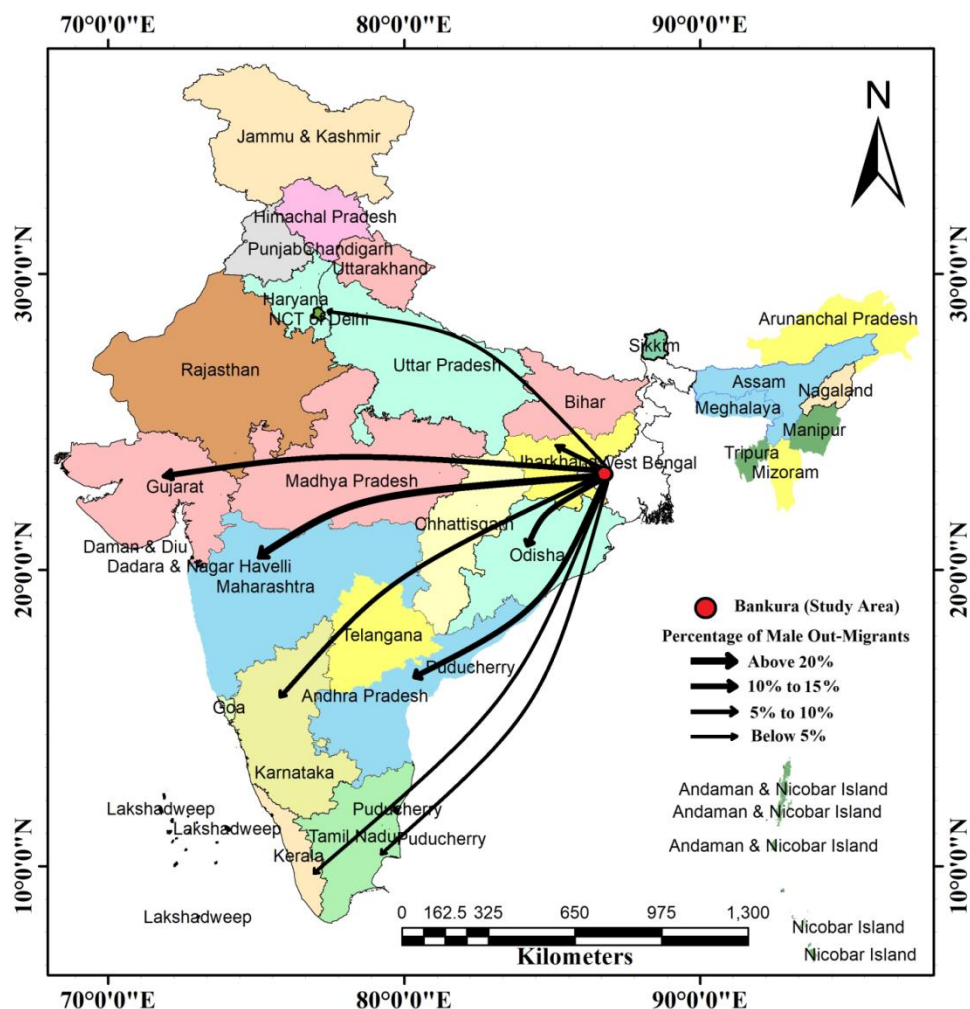 70°0'0"E 80°0'0"E 90°0'0"E
N
Jammu & Kashmir
Himachal Pradesh
PunjabChandigarh
Uttarakhand
30°0'0"N 30°0'0"N
Haryana
NCT of Delhi
Arunanchal Pradesh
Sikkim
Rajasthan
Uttar Pradesh
Assam
Nagaland
Bihar
Meghalaya
Manipur
Tripura
Jharkhand
West Bengal
Mizoram
Gujarat
Madhya Pradesh
Chhattisgarh
Daman & Diu
Odisha
Dadara & Nagar Havelli
20°0'0"N 20°0'0"N
Maharashtra
Bankura (Study Area)
Percentage of Male Out-Migrants
Above 20%
10% to 15%
5% to 10%
Below 5%
Telangana
Puducherry
Andhra Pradesh
Goa
Karnataka
Andaman & Nicobar Island
Lakshadweep
Puducherry
Andaman & Nicobar Island
Lakshadweep
Tamil Nadu
Puducherry
Andaman & Nicobar Island
Kerala
10°0'0"N 10°0'0"N
Lakshadweep
0 162.5 325 650 975 1,300
Kilometers
Nicobar Island
Nicobar Island
70°0'0"E 80°0'0"E 90°0'0"E